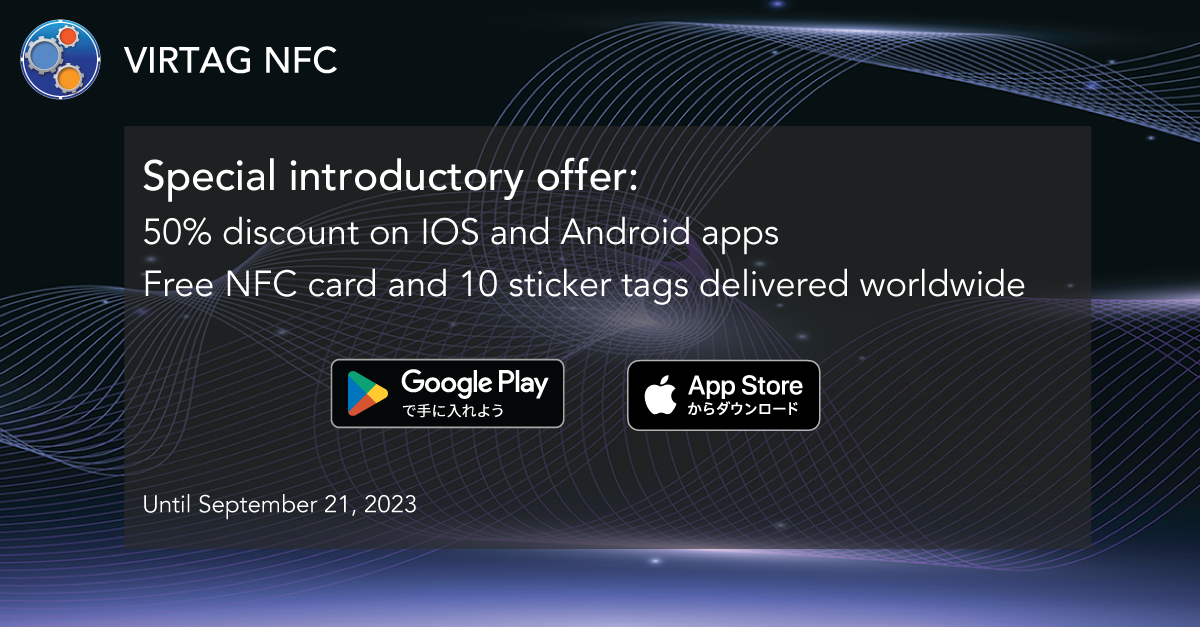 VIRTAG NFC
Special introductory offer:
50% discount on IOS and Android apps
Free NFC card and 10 sticker tags delivered worldwide
Google Play
で手に入れよう
App Store
からダウンロード
Until September 21, 2023